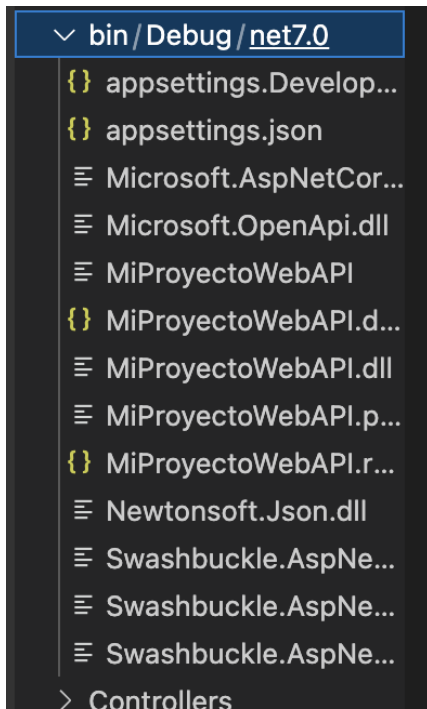 bin/Debug/net7.0
{} appsettings.Develop...
{} appsettings.json
Microsoft.AspNetCor...
Microsoft.OpenApi.dll
MiProyectoWebAPI
{} MiProyectoWebAPI.d...
MiProyectoWebAPI.dll
MiProyectoWebAPI.p...
{} MiProyectoWebAPI.r...
Newtonsoft.Json.dll
Swashbuckle.AspNe...
Swashbuckle.AspNe...
Swashbuckle.AspNe...
Controllers